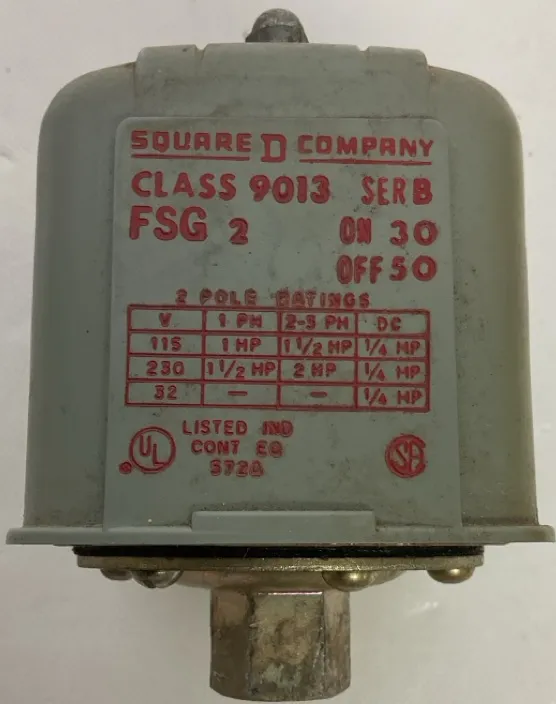 SQUARE D COMPANY
CLASS 9013 SER B
FSG 2 ON 30
OFF 50
2 POLE RATINGS
V 1 PH 2-3 PH DC
115 1 HP 1 1/2 HP 1/4 HP
230 1 1/2 HP 2 HP 1/4 HP
32 — — 1/4 HP
LISTED IND
CONT EQ
572A
UL
SA